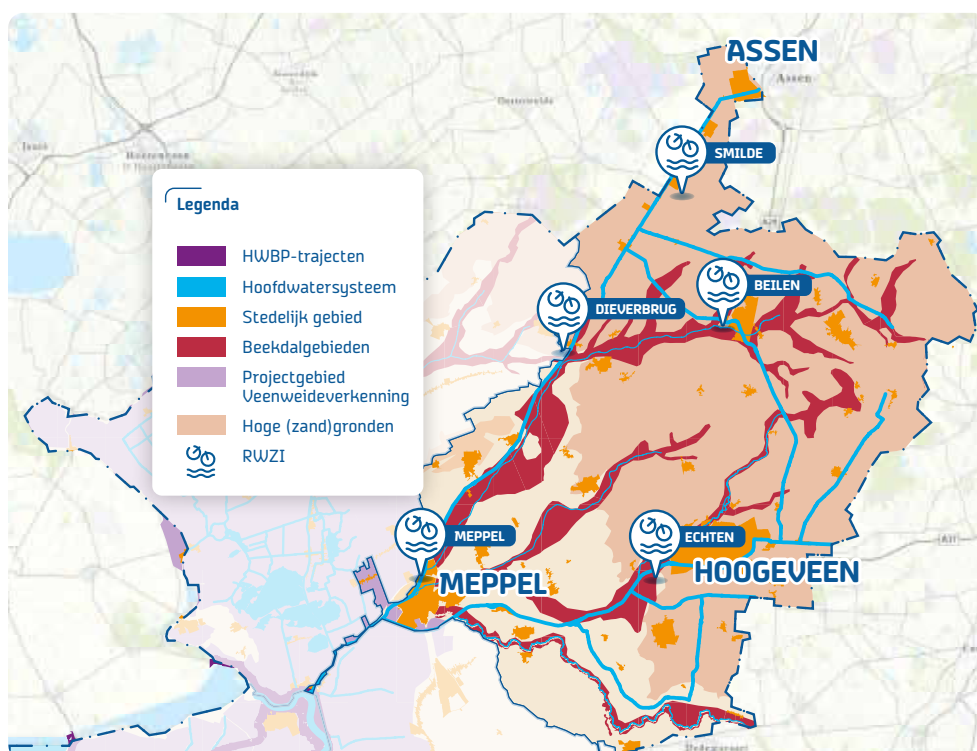 ASSEN
Assen
SMILDE
Legenda
HWBP-trajecten
Hoofdwatersysteem
Stedelijk gebied
Beekdalgebieden
Projectgebied
Veenweideverkenning
Hoge (zand)gronden
RWZI
BEILEN
DIEVERBRUG
MEPPEL
ECHTEN
MEPPEL
HOOGEVEEN